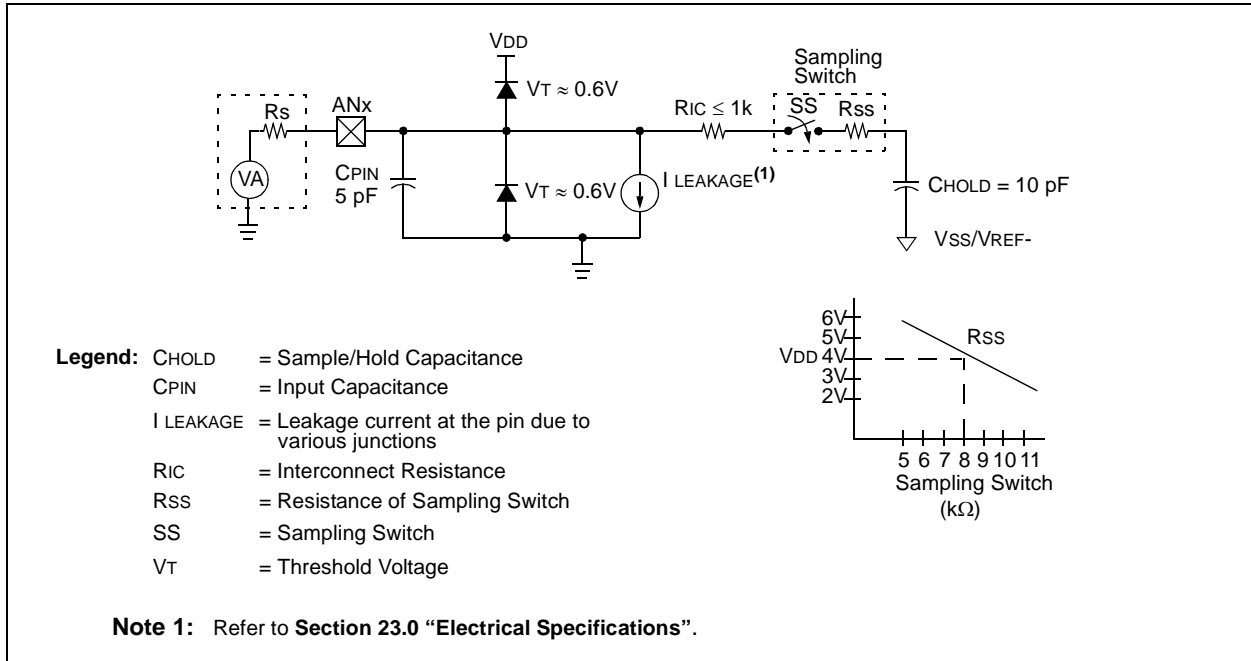 VDD
Sampling
Switch
VT ≈ 0.6V
RIC ≤ 1k
SS
RSS
Rs
ANx
VA
CPIN
5 pF
VT ≈ 0.6V
I LEAKAGE(1)
CHOLD = 10 pF
VSS/VREF-
Legend: CHOLD = Sample/Hold Capacitance
CPIN = Input Capacitance
I LEAKAGE = Leakage current at the pin due to
various junctions
RIC = Interconnect Resistance
RSS = Resistance of Sampling Switch
SS = Sampling Switch
VT = Threshold Voltage
6V
5V
VDD 4V
3V
2V
RSS
5 6 7 8 9 10 11
Sampling Switch
(kΩ)
Note 1: Refer to Section 23.0 “Electrical Specifications”.